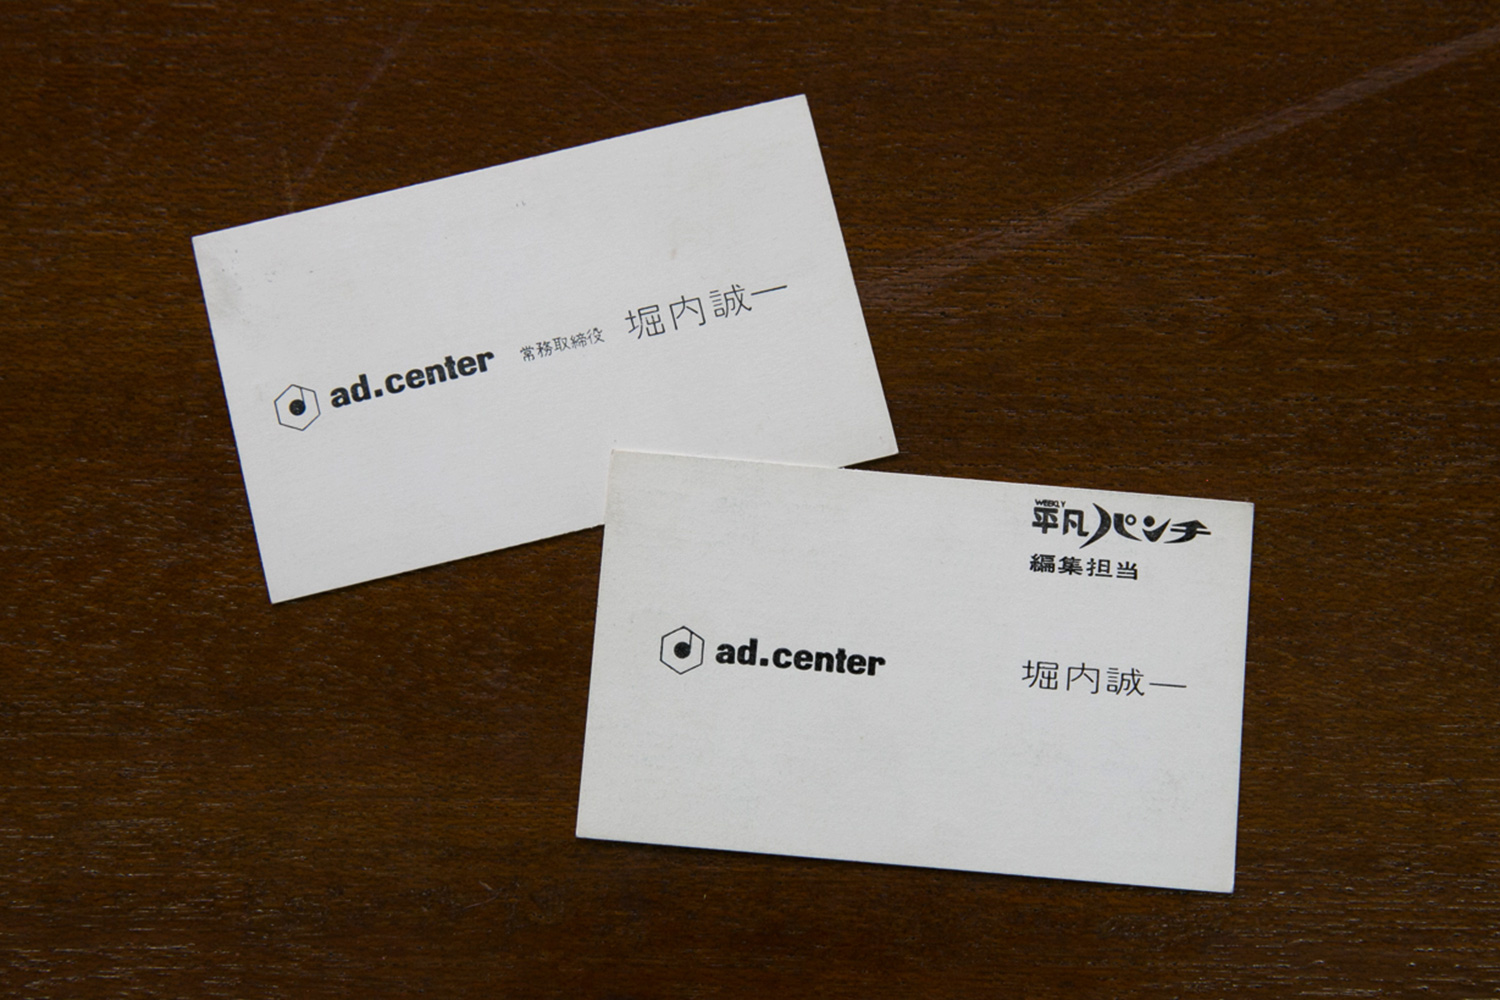 ad.center 常務取締役 堀内誠一
WEEKLY
平凡パンチ
編集担当
ad.center 堀内誠一